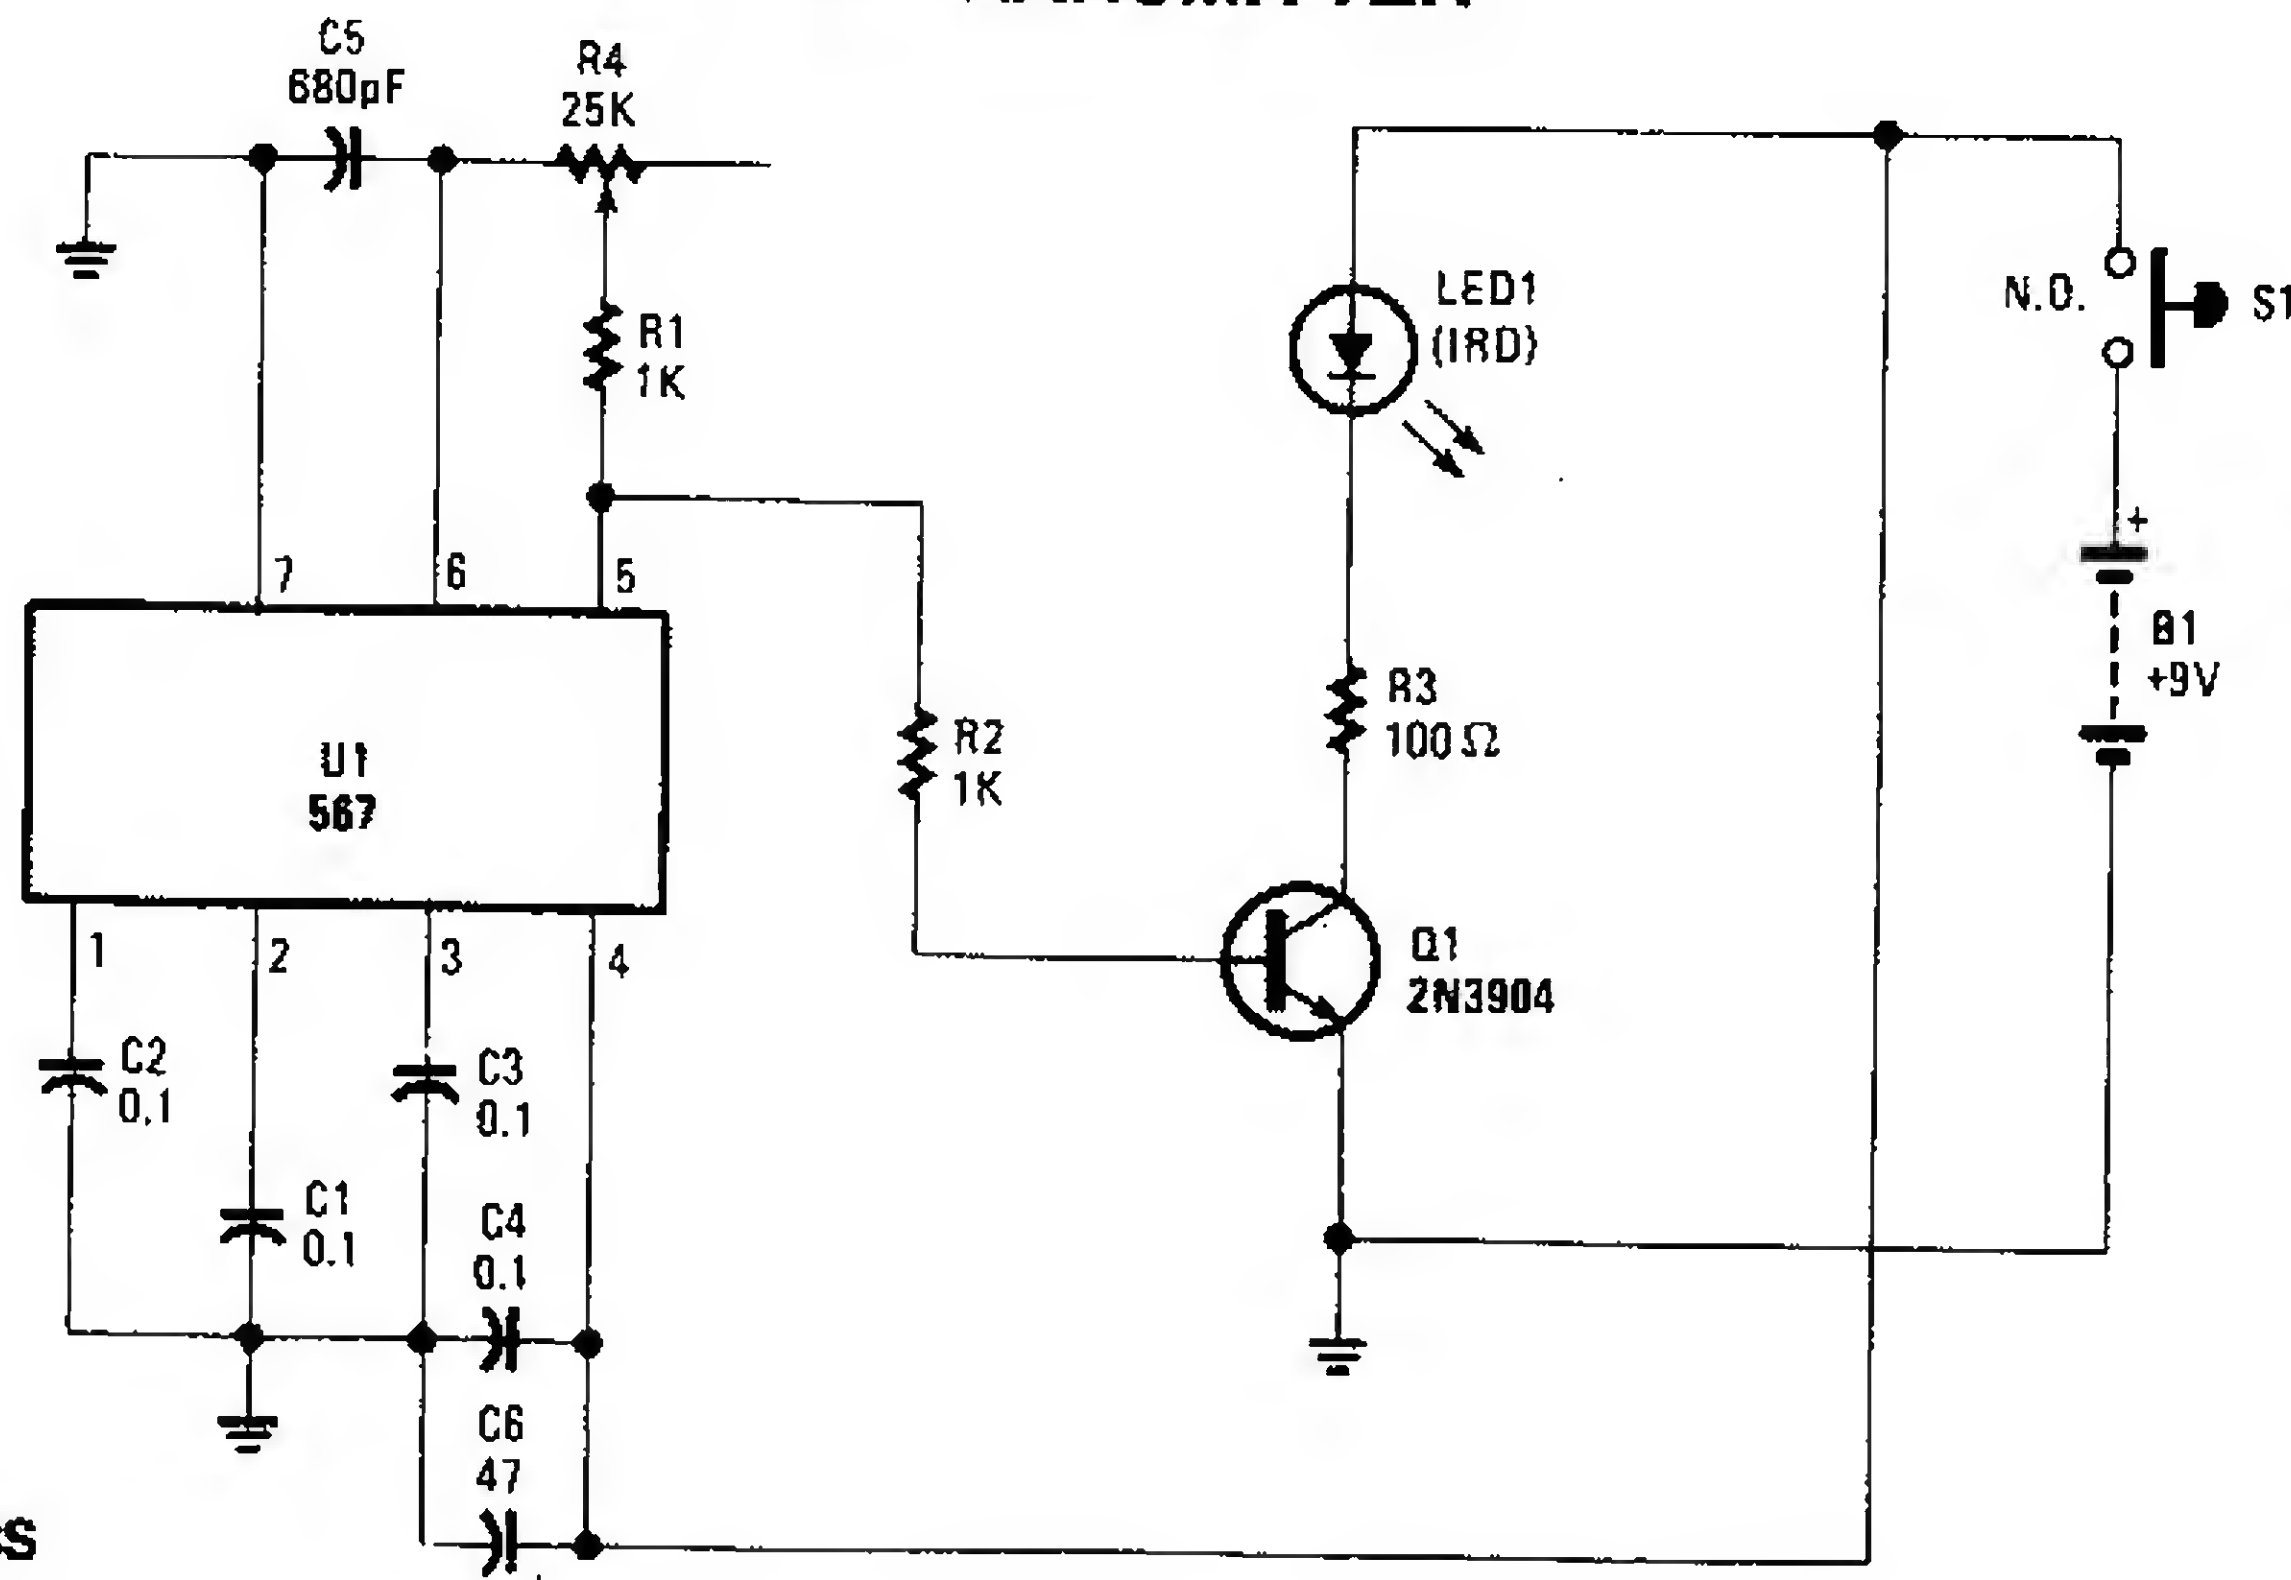 C5
680pF
R4
25K
R1
1K
LED1
(IRD)
N.O.
S1
+
B1
+9V
7
6
5
U1
567
R2
1K
R3
100Ω
1
2
3
4
Q1
2N3904
C2
0.1
C3
0.1
C1
0.1
C4
0.1
C6
47